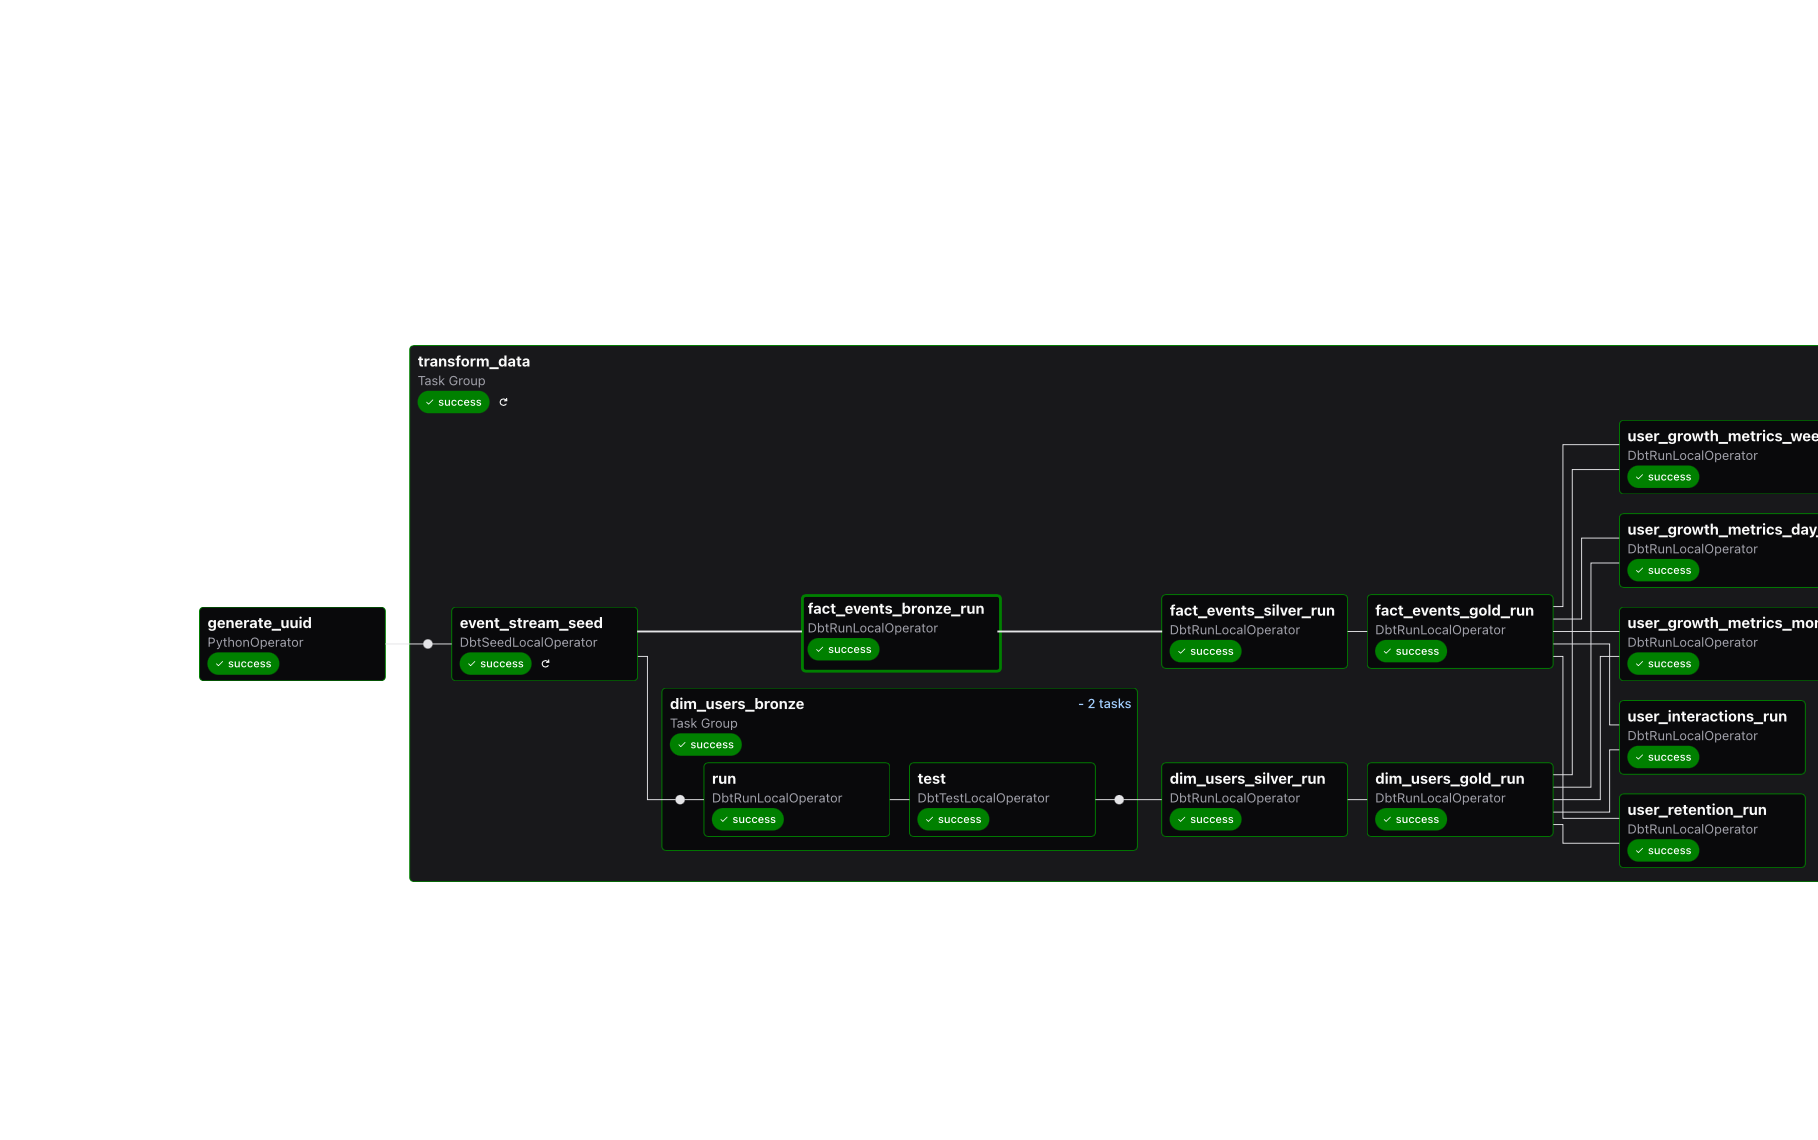 transform_data
Task Group
success
user_growth_metrics_wee
DbtRunLocalOperator
success
user_growth_metrics_day_
DbtRunLocalOperator
success
generate_uuid
PythonOperator
success
event_stream_seed
DbtSeedLocalOperator
success
fact_events_bronze_run
DbtRunLocalOperator
success
fact_events_silver_run
DbtRunLocalOperator
success
fact_events_gold_run
DbtRunLocalOperator
success
user_growth_metrics_mon
DbtRunLocalOperator
success
dim_users_bronze
- 2 tasks
Task Group
success
run
DbtRunLocalOperator
success
test
DbtTestLocalOperator
success
dim_users_silver_run
DbtRunLocalOperator
success
dim_users_gold_run
DbtRunLocalOperator
success
user_interactions_run
DbtRunLocalOperator
success
user_retention_run
DbtRunLocalOperator
success